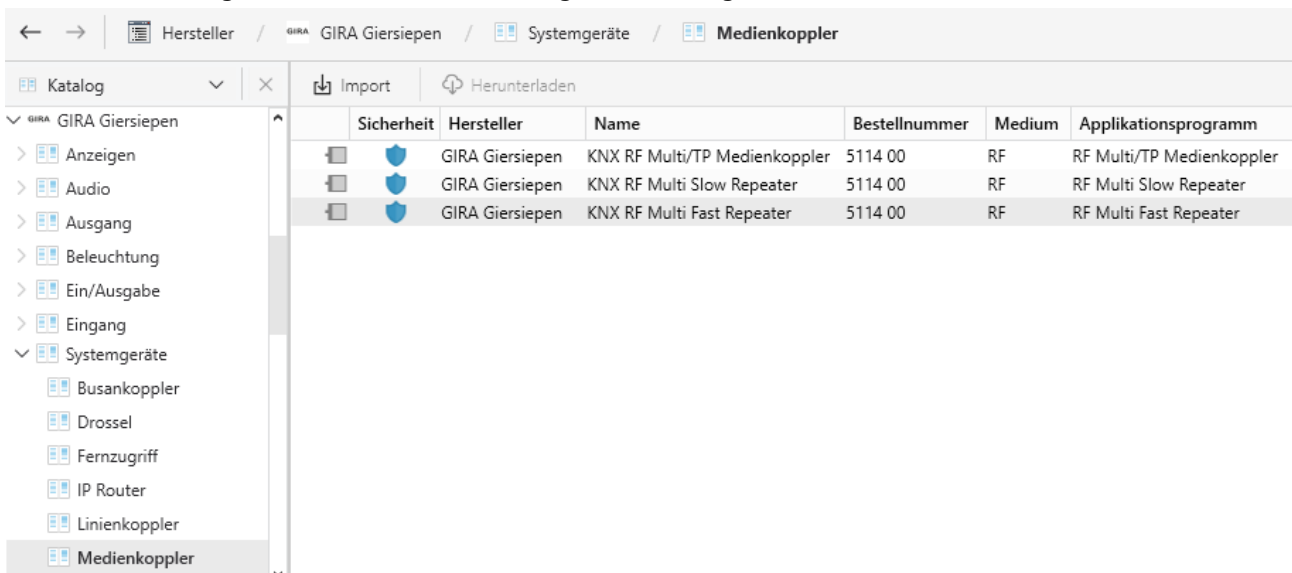 ← → Hersteller / GIRA GIRA Giersiepen / Systemgeräte / Medienkoppler
Katalog
Import Herunterladen
GIRA GIRA Giersiepen
Anzeigen
Audio
Ausgang
Beleuchtung
Ein/Ausgabe
Eingang
Systemgeräte
Busankoppler
Drossel
Fernzugriff
IP Router
Linienkoppler
Medienkoppler
Sicherheit Hersteller Name Bestellnummer Medium Applikationsprogramm
GIRA Giersiepen KNX RF Multi/TP Medienkoppler 5114 00 RF RF Multi/TP Medienkoppler
GIRA Giersiepen KNX RF Multi Slow Repeater 5114 00 RF RF Multi Slow Repeater
GIRA Giersiepen KNX RF Multi Fast Repeater 5114 00 RF RF Multi Fast Repeater